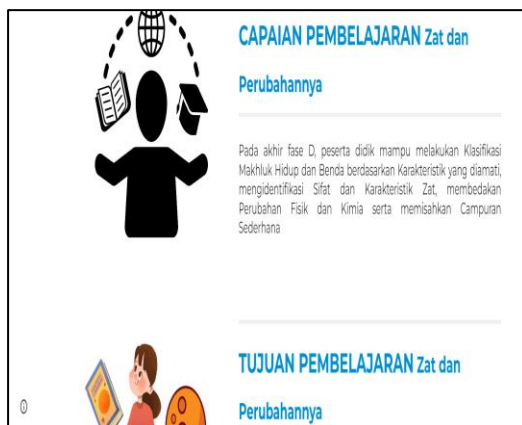 CAPAIAN PEMBELAJARAN Zat dan
Perubahannya
Pada akhir fase D, peserta didik mampu melakukan Klasifikasi
Makhluk Hidup dan Benda berdasarkan Karakteristik yang diamati,
mengidentifikasi Sifat dan Karakteristik Zat, membedakan
Perubahan Fisik dan Kimia serta memisahkan Campuran
Sederhana
TUJUAN PEMBELAJARAN Zat dan
Perubahannya